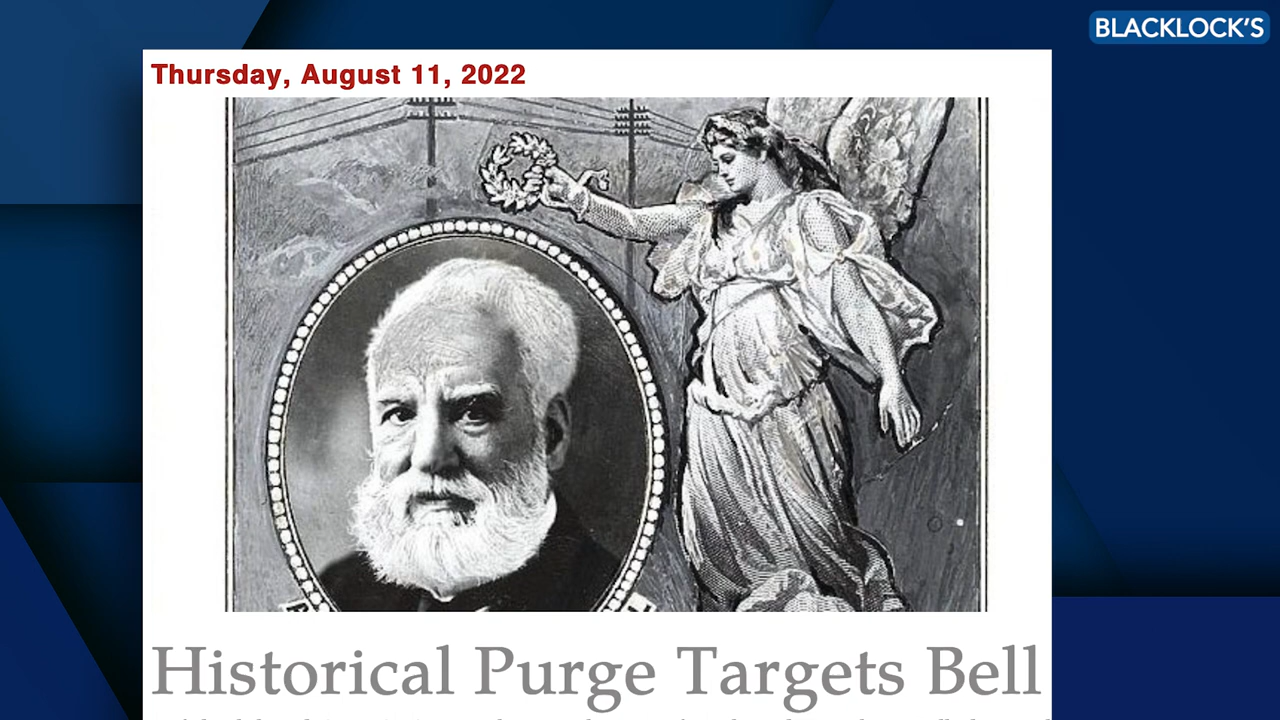 BLACKLOCK'S
Thursday, August 11, 2022
Historical Purge Targets Bell